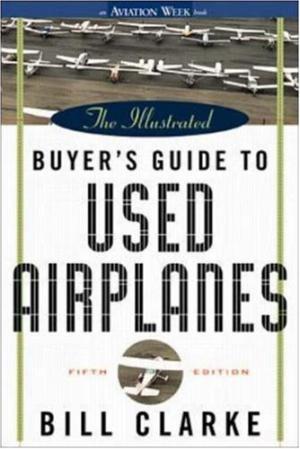 an AVIATION WEEK book
The Illustrated
BUYER'S GUIDE TO
USED
AIRPLANES
FIFTH EDITION
BILL CLARKE